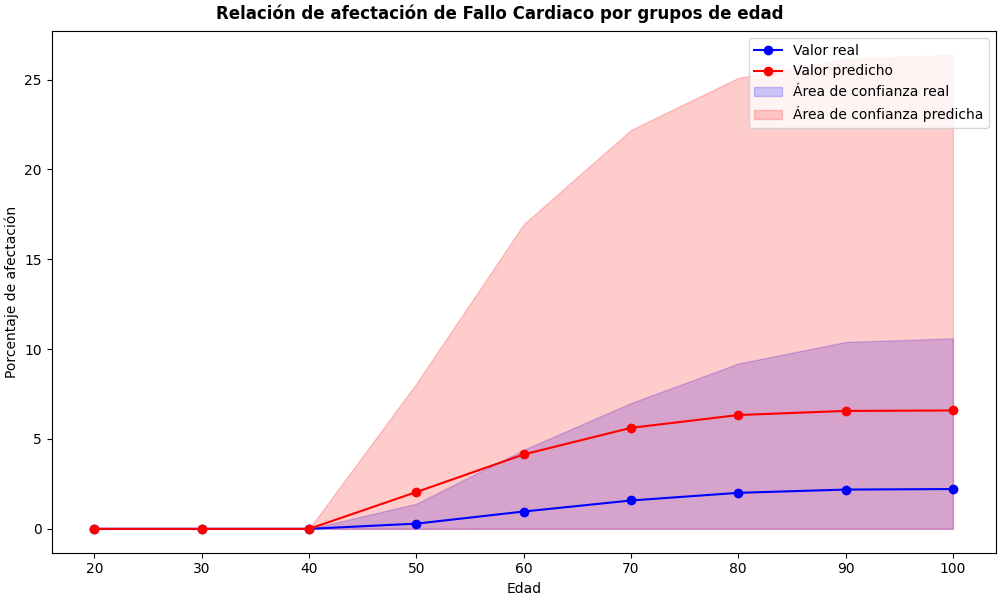 Relación de afectación de Fallo Cardiaco por grupos de edad
Valor real
Valor predicho
Área de confianza real
Área de confianza predicha
Porcentaje de afectación
25
20
15
10
5
0
20 30 40 50 60 70 80 90 100
Edad